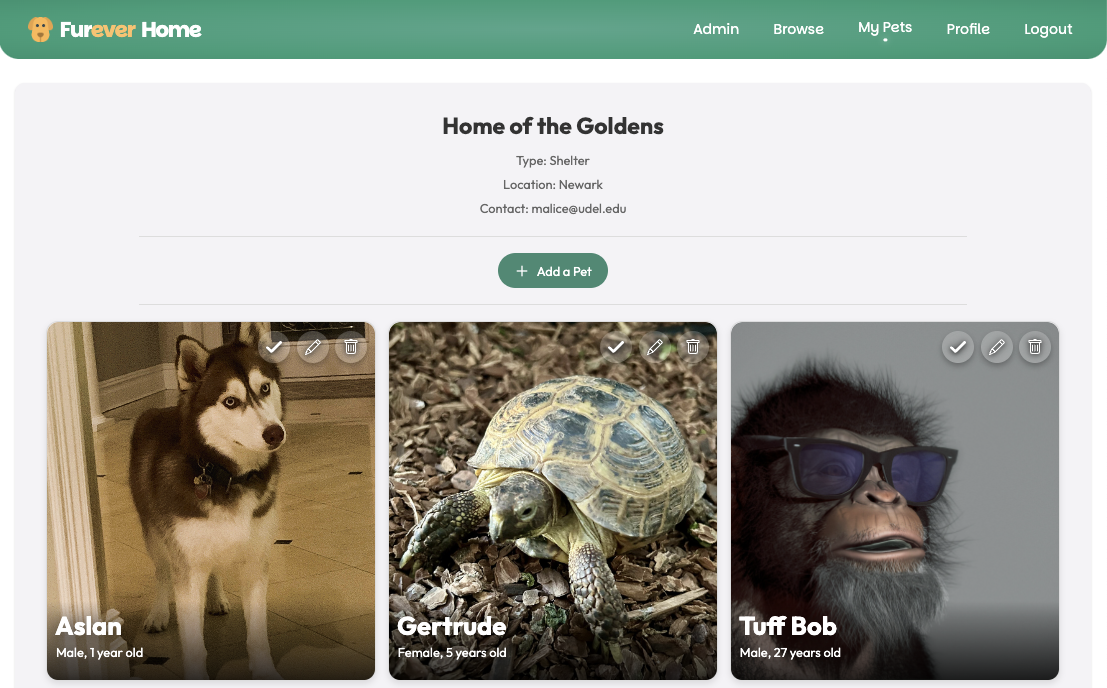 Furever Home
Admin Browse My Pets Profile Logout
Home of the Goldens
Type: Shelter
Location: Newark
Contact: malice@udel.edu
+ Add a Pet
Aslan
Male, 1 year old
Gertrude
Female, 5 years old
Tuff Bob
Male, 27 years old